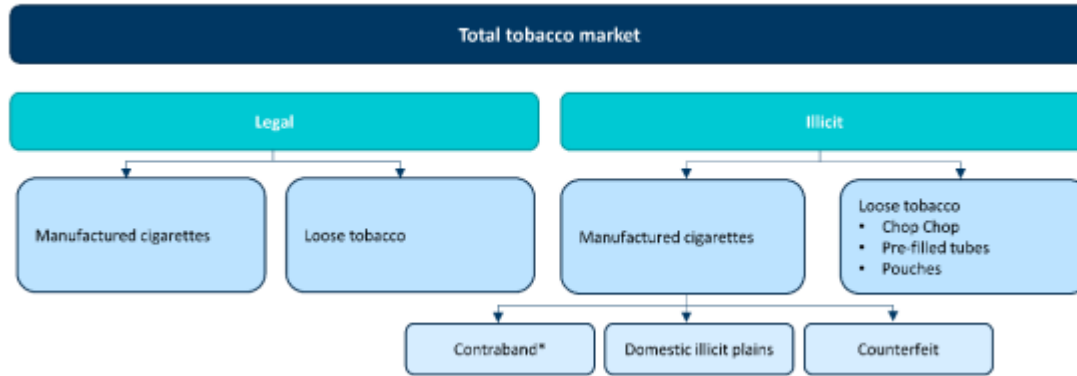 Total tobacco market
Legal
Illicit
Manufactured cigarettes
Loose tobacco
Manufactured cigarettes
Loose tobacco
• Chop Chop
• Pre-filled tubes
• Pouches
Contraband*
Domestic illicit plains
Counterfeit